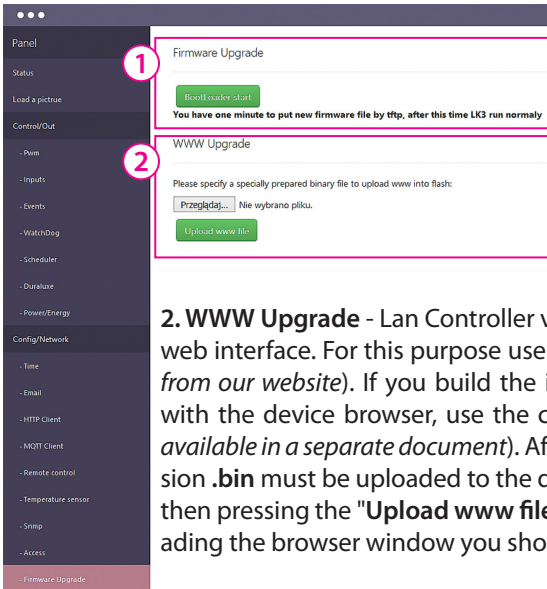 Panel
Status
Load a pictrue
Control/Out
- Pwm
- Inputs
- Events
- WatchDog
- Scheduler
- Duraluxe
- Power/Energy
Config/Network
- Time
- Email
- HTTP Client
- MQTT Client
- Remote control
- Temperature sensor
- Snmp
- Access
- Firmware Upgrade
1
Firmware Upgrade
BootLoader start
You have one minute to put new firmware file by tftp, after this time LK3 run normaly
2
WWW Upgrade
Please specify a specially prepared binary file to upload www into flash:
Przeglądaj... Nie wybrano pliku.
Upload www file
2. WWW Upgrade - Lan Controller v
web interface. For this purpose use
from our website). If you build the i
with the device browser, use the c
available in a separate document). Af
sion .bin must be uploaded to the d
then pressing the "Upload www file
ading the browser window you sho